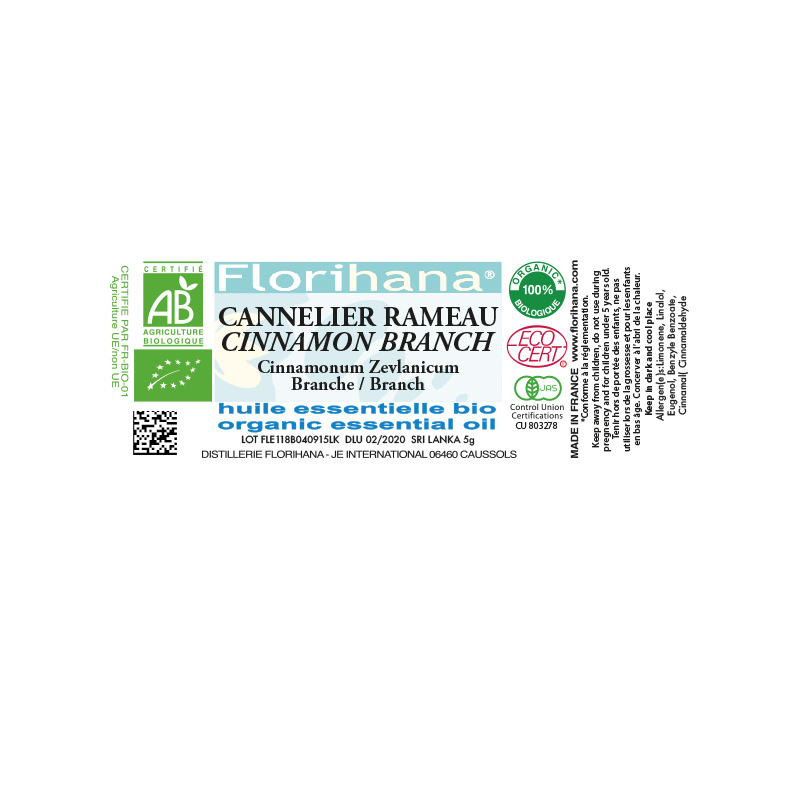 CERTIFIE PAR FR-BIO-01
Agriculture UE/non UE
CERTIFIÉ
AB
AGRICULTURE
BIOLOGIQUE
Florihana®
CANNELIER RAMEAU
CINNAMON BRANCH
Cinnamonum Zevlanicum
Branche / Branch
huile essentielle bio
organic essential oil
LOT FLE118B040915LK DLU 02/2020 SRI LANKA 5g
DISTILLERIE FLORIHANA - JE INTERNATIONAL 06460 CAUSSOLS
ORGANIC*
100%
BIOLOGIQUE
ECO
CERT®
JAS
Control Union
Certifications
CU 803278
MADE IN FRANCE www.florihana.com
*Conforme à la réglementation.
Keep away from children, do not use during
pregnency and for children under 5 years old.
Tenir hors de portée des enfants, ne pas
utiliser lors de la grossesse et pour les enfants
en bas âge. Concerver à l'abri de la chaleur.
Keep in dark and cool place
Allergen(e)s:Limonene, Linalol,
Eugenol, Benzyle Benzoate,
Cinnamal( Cinnamaldehyde